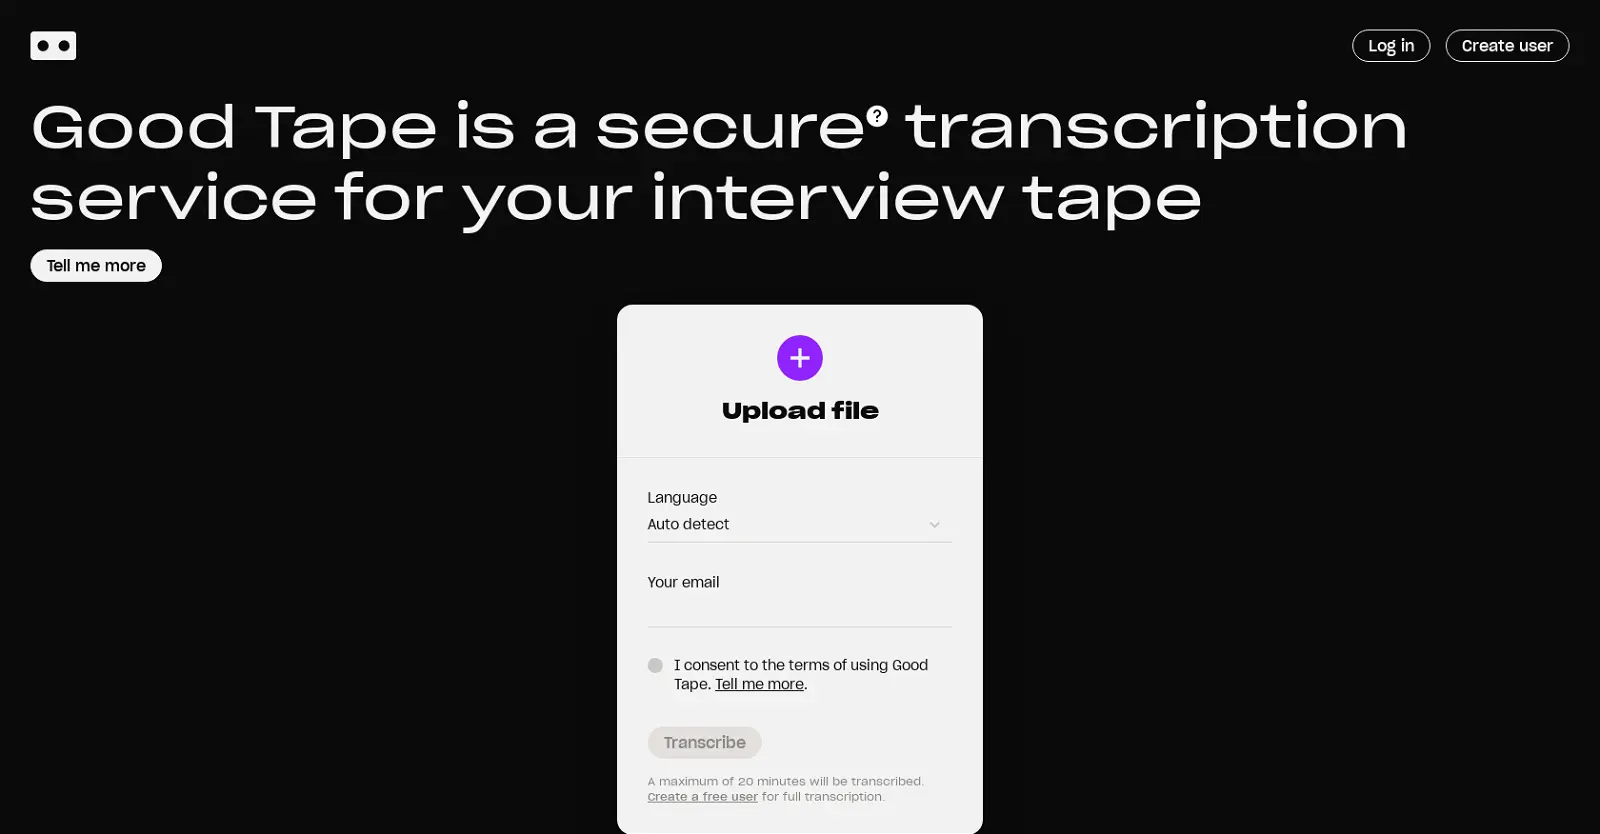 Log in
Create user
Good Tape is a secure? transcription
service for your interview tape
Tell me more
Upload file
Language
Auto detect
Your email
I consent to the terms of using Good
Tape. Tell me more.
Transcribe
A maximum of 20 minutes will be transcribed.
Create a free user for full transcription.